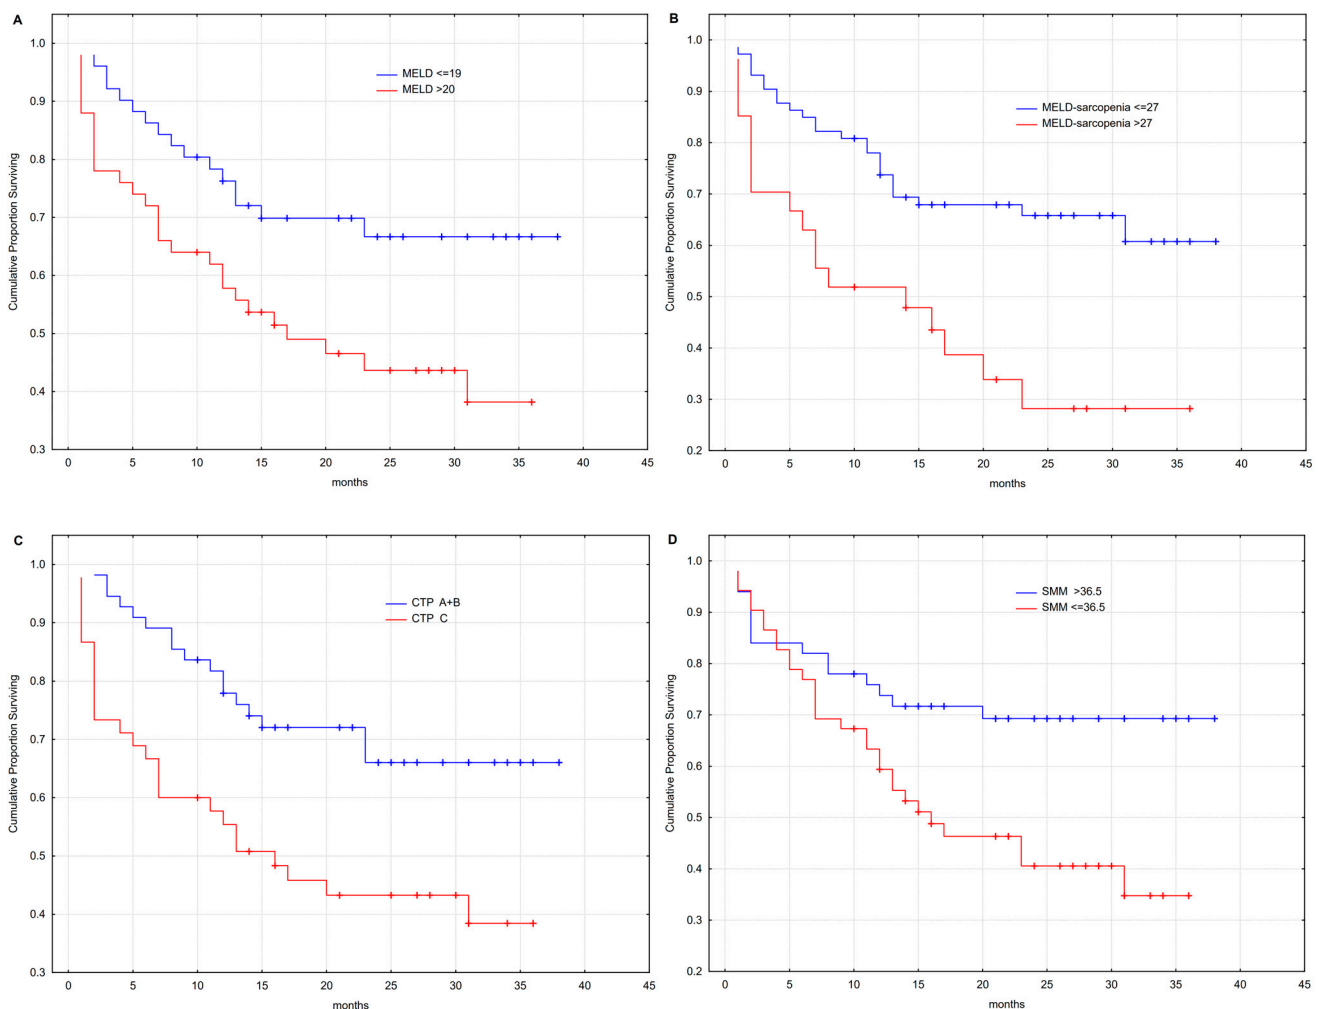 A
1.0
0.9
0.8
0.7
0.6
0.5
0.4
0.3
Cumulative Proportion Surviving
MELD <=19
MELD >20
0 5 10 15 20 25 30 35 40 45
months
B
1.0
0.9
0.8
0.7
0.6
0.5
0.4
0.3
0.2
Cumulative Proportion Surviving
MELD-sarcopenia <=27
MELD-sarcopenia >27
0 5 10 15 20 25 30 35 40 45
months
C
1.0
0.9
0.8
0.7
0.6
0.5
0.4
0.3
Cumulative Proportion Surviving
CTP A+B
CTP C
0 5 10 15 20 25 30 35 40 45
months
D
1.0
0.9
0.8
0.7
0.6
0.5
0.4
0.3
0.2
Cumulative Proportion Surviving
SMM >36.5
SMM <=36.5
0 5 10 15 20 25 30 35 40 45
months